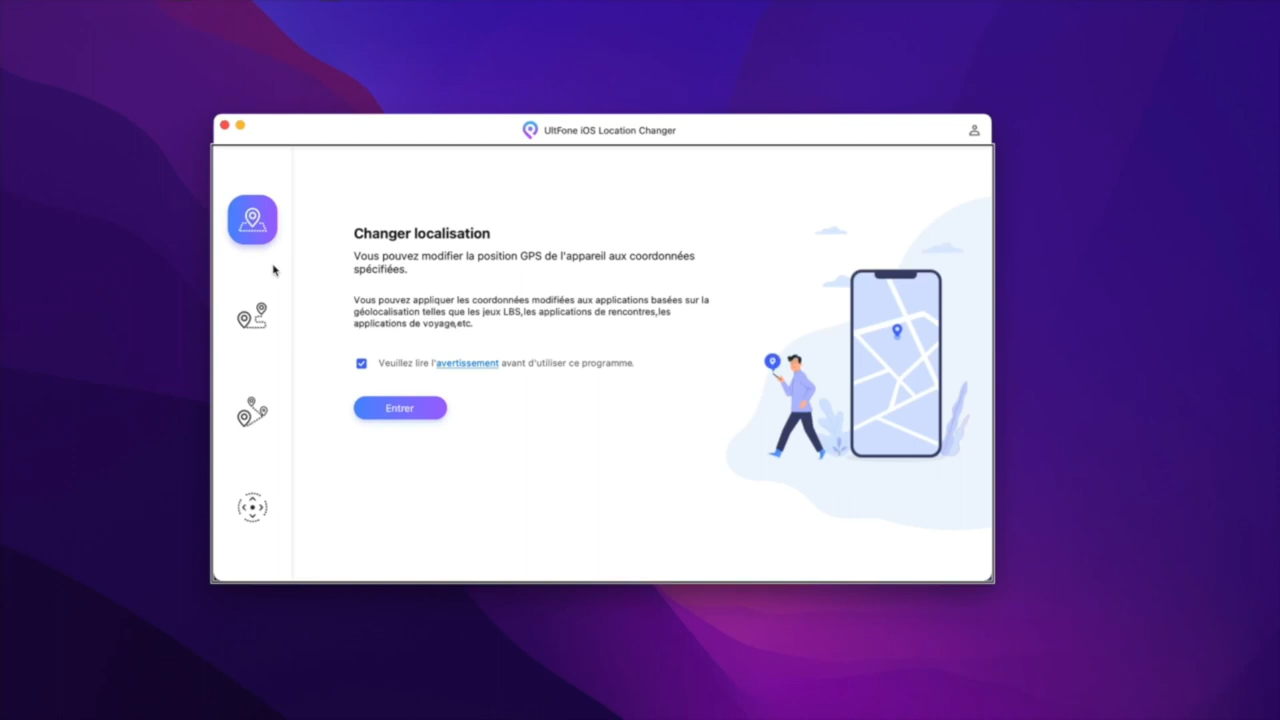 UltFone iOS Location Changer
Changer localisation
Vous pouvez modifier la position GPS de l'appareil aux coordonnées
spécifiées.
Vous pouvez appliquer les coordonnées modifiées aux applications basées sur la
géolocalisation telles que les jeux LBS,les applications de rencontres,les
applications de voyage,etc.
Veuillez lire l'avertissement avant d'utiliser ce programme.
Entrer